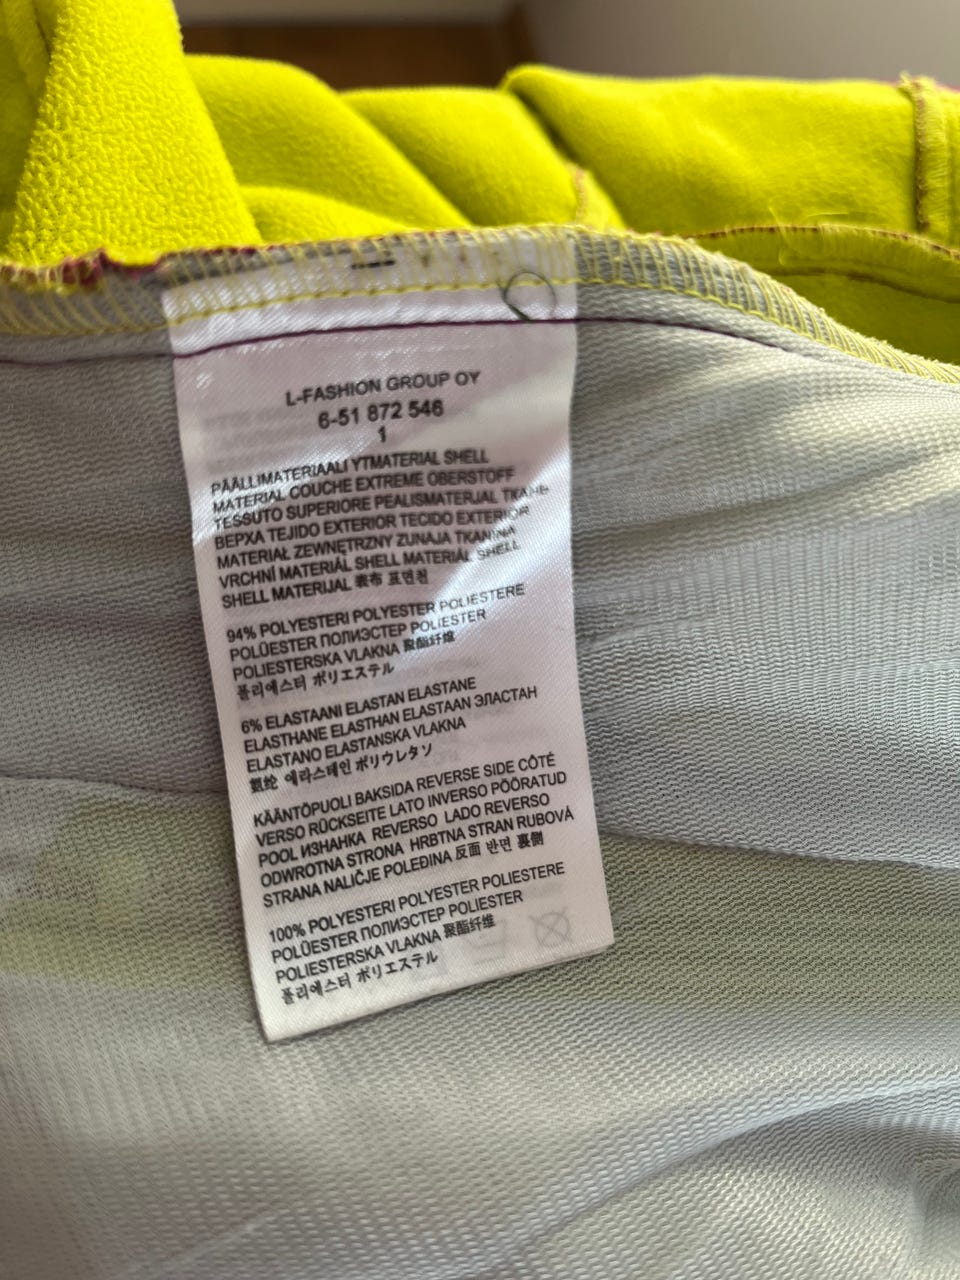 L-FASHION GROUP OY
6-51 872 546
1
PÄÄLLIMATERIAALI YTMATERIAL SHELL
MATERIAL COUCHE EXTREME OBERSTOFF
TESSUTO SUPERIORE PEALISMATERJAL ТКАНЬ
ВЕРХА TEJIDO EXTERIOR TECIDO EXTERIOR
MATERIAŁ ZEWNĘTRZNY ZUNAJA TKANINA
VRCHNÍ MATERIÁL SHELL MATERIÁL SHELL
SHELL MATERIJAL 表布 표면천
94% POLYESTERI POLYESTER POLIESTERE
POLÜESTER ПОЛИЭСТЕР POLIESTER
POLIESTERSKA VLAKNA 聚酯纤维
폴리에스터 ポリエステル
6% ELASTAANI ELASTAN ELASTANE
ELASTHANE ELASTHAN ELASTAAN ЭЛАСТАН
ELASTANO ELASTANSKA VLAKNA
氨纶 에라스테인 ポリウレタソ
KÄÄNTÖPUOLI BAKSIDA REVERSE SIDE CÔTÉ
VERSO RÜCKSEITE LATO INVERSO PÖÖRATUD
POOL ИЗНАНКА REVERSO LADO REVERSO
ODWROTNA STRONA HRBTNA STRAN RUBOVÁ
STRANA NALIČJE POLEĐINA 反面 반면 裏側
100% POLYESTERI POLYESTER POLIESTERE
POLÜESTER ПОЛИЭСТЕР POLIESTER
POLIESTERSKA VLAKNA 聚酯纤维
폴리에스터 ポリエステル